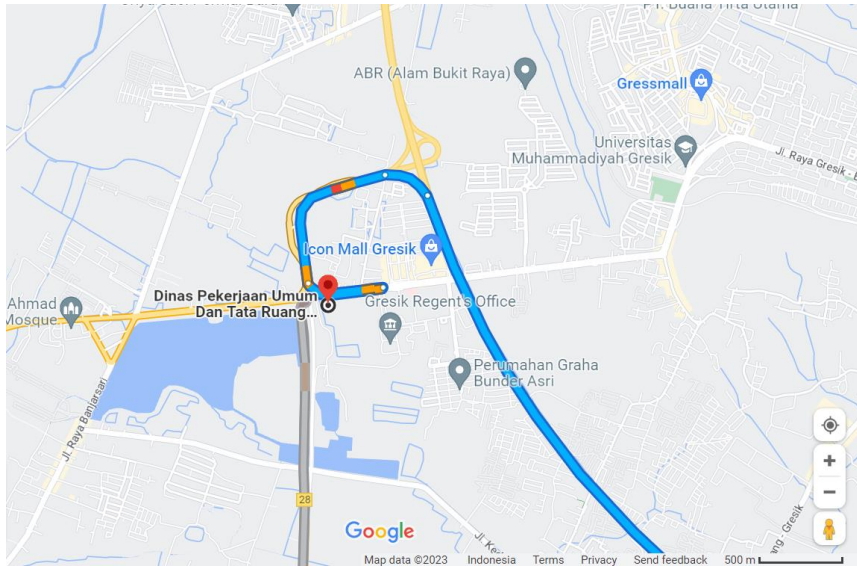 PT. Buana Tirta Utama
ABR (Alam Bukit Raya)
Gressmall
Universitas
Muhammadiyah Gresik
Jl. Raya Gresik - B
Icon Mall Gresik
Dinas Pekerjaan Umum
Dan Tata Ruang...
Gresik Regent's Office
Ahmad
Mosque
Perumahan Graha
Bunder Asri
Jl. Raya Banjarsari
28
Google
Map data ©2023 Indonesia Terms Privacy Send feedback 500 m